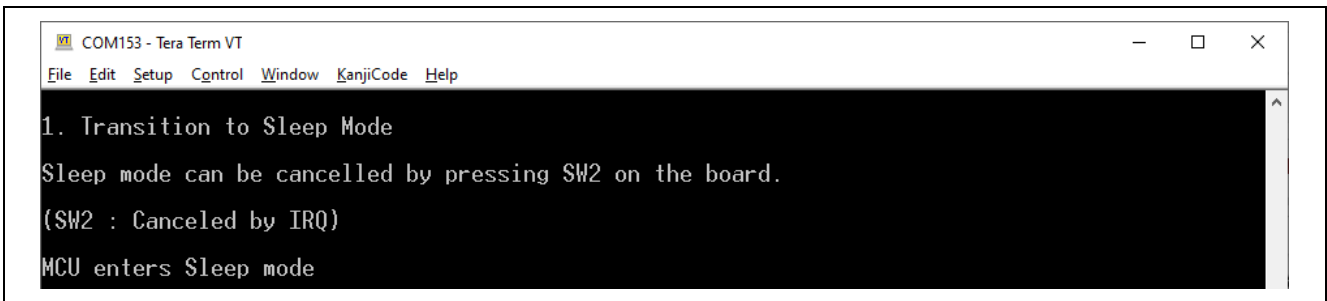 COM153 - Tera Term VT
File Edit Setup Control Window KanjiCode Help
1. Transition to Sleep Mode
Sleep mode can be cancelled by pressing SW2 on the board.
(SW2 : Canceled by IRQ)
MCU enters Sleep mode